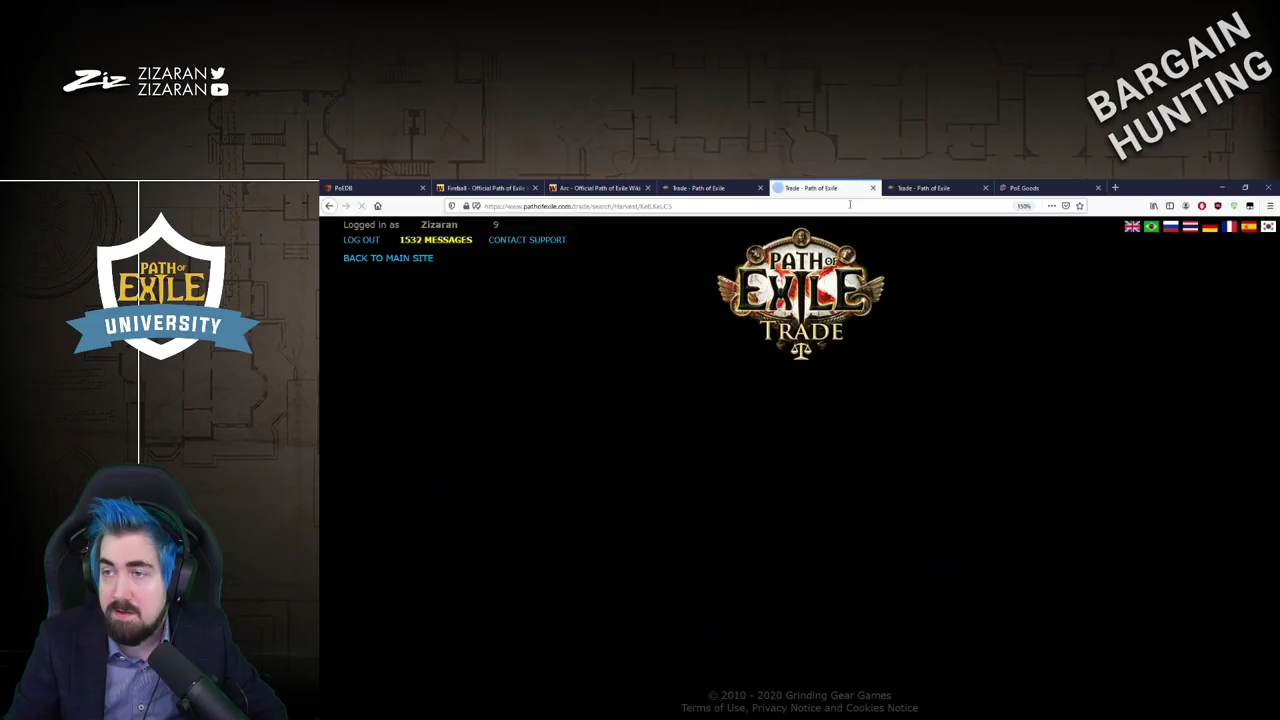 ZIZARAN
ZIZARAN
Ziz
BARGAIN
HUNTING
PoEDB
Fireball - Official Path of Exile
Arc - Official Path of Exile Wiki
Trade - Path of Exile
Trade - Path of Exile
Trade - Path of Exile
PoE Goods
150%
Logged in as Zizaran 9
LOG OUT 1532 MESSAGES CONTACT SUPPORT
BACK TO MAIN SITE
PATH OF
EXILE
TRADE
PATH OF
EXILE
UNIVERSITY
© 2010 - 2020 Grinding Gear Games
Terms of Use, Privacy Notice and Cookies Notice